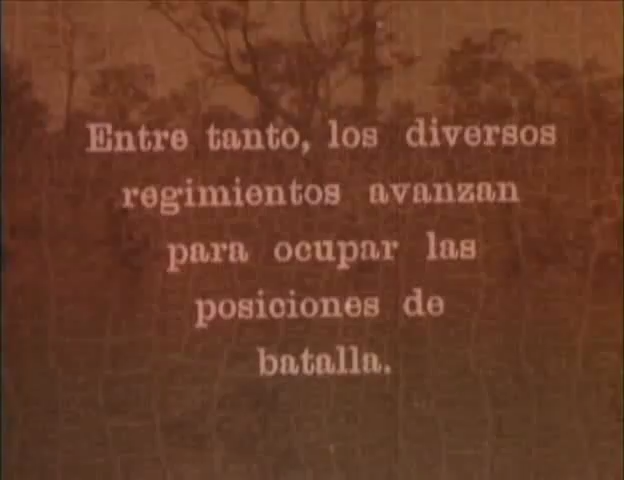 Entre tanto, los diversos
regimientos avanzan
para ocupar las
posiciones de
batalla.